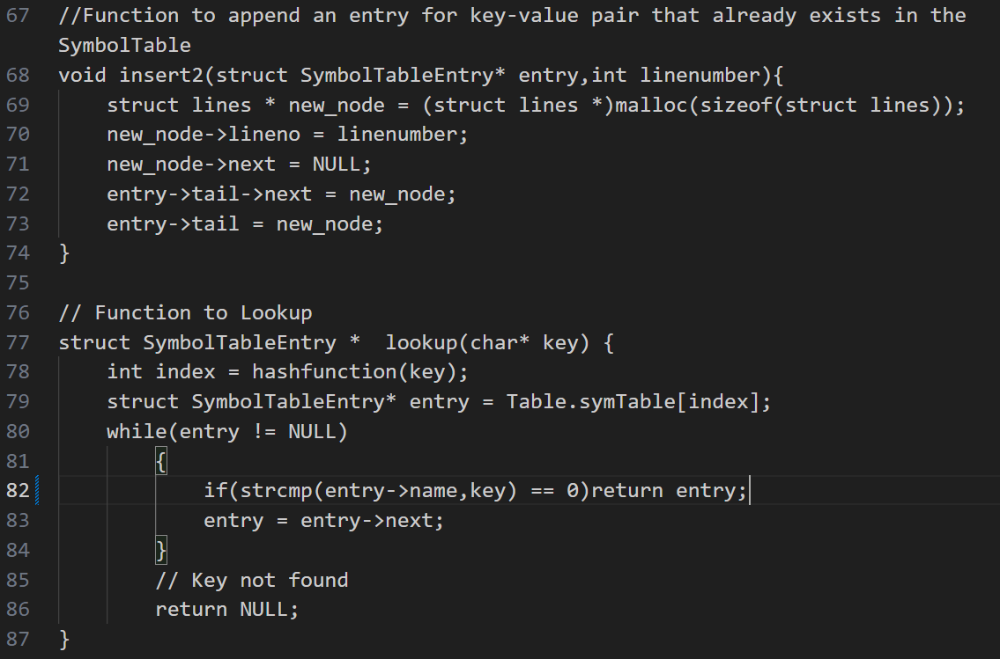 67 //Function to append an entry for key-value pair that already exists in the
SymbolTable
68 void insert2(struct SymbolTableEntry* entry,int linenumber){
69     struct lines * new_node = (struct lines *)malloc(sizeof(struct lines));
70     new_node->lineno = linenumber;
71     new_node->next = NULL;
72     entry->tail->next = new_node;
73     entry->tail = new_node;
74 }
75
76 // Function to Lookup
77 struct SymbolTableEntry *  lookup(char* key) {
78     int index = hashfunction(key);
79     struct SymbolTableEntry* entry = Table.symTable[index];
80     while(entry != NULL)
81         {
82             if(strcmp(entry->name,key) == 0)return entry;
83             entry = entry->next;
84         }
85         // Key not found
86         return NULL;
87 }